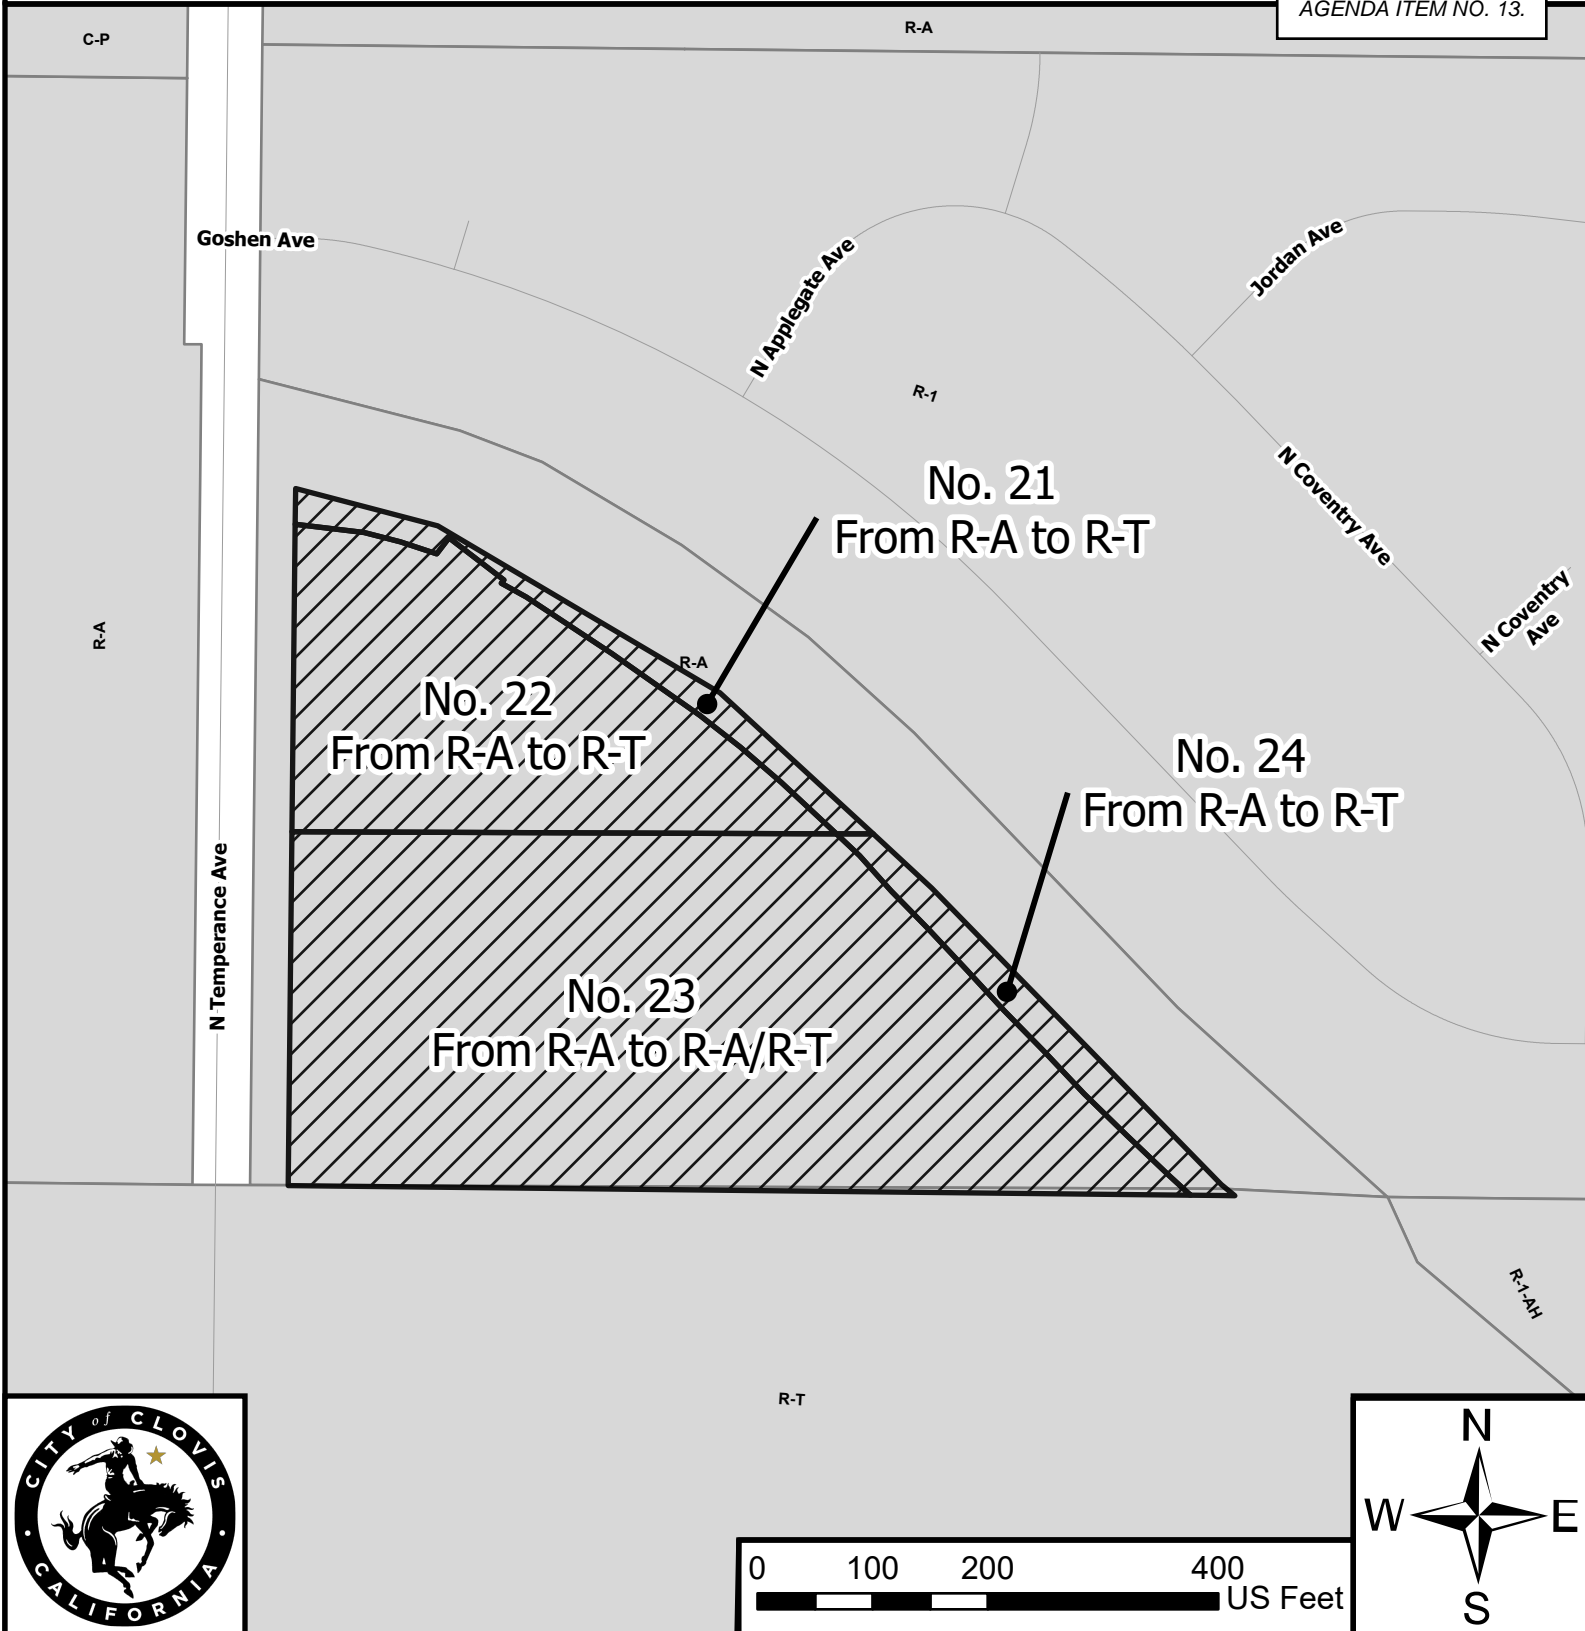 AGENDA ITEM NO. 13.
C-P
R-A
Goshen Ave
N Applegate Ave
Jordan Ave
R-1
No. 21
From R-A to R-T
N Coventry Ave
N Coventry
Ave
R-A
R-A
No. 22
From R-A to R-T
No. 24
From R-A to R-T
N Temperance Ave
No. 23
From R-A to R-A/R-T
R-1-AH
R-T
CITY of CLOVIS
CALIFORNIA
N
W E
S
0 100 200 400
US Feet